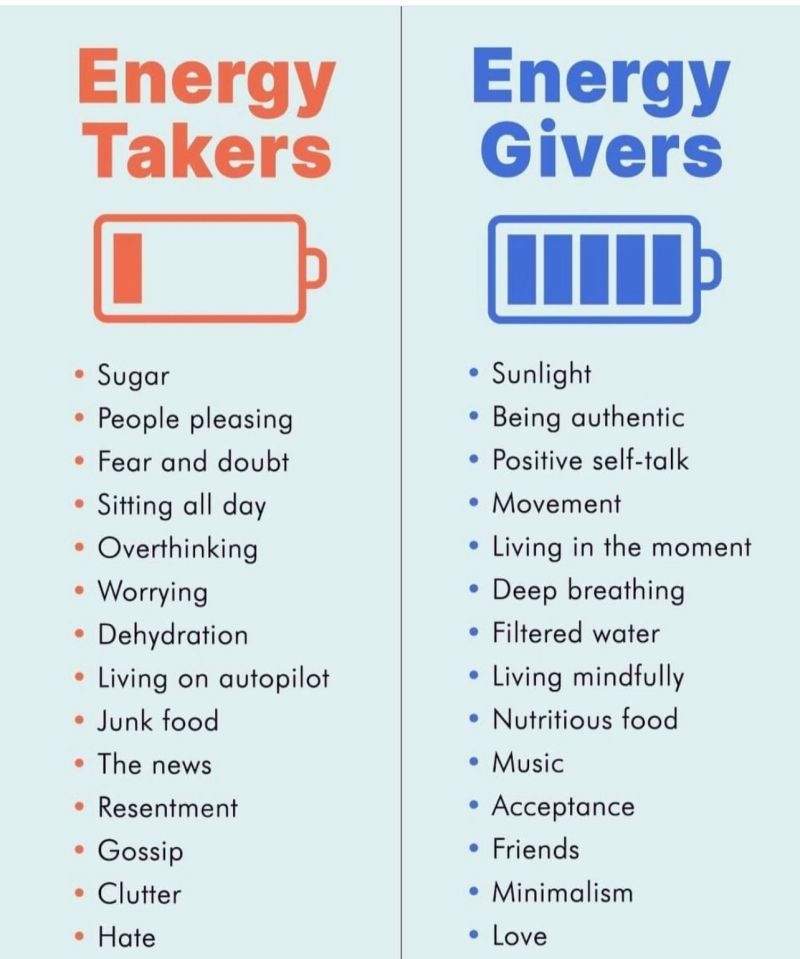 Energy
Takers
• Sugar
• People pleasing
• Fear and doubt
• Sitting all day
• Overthinking
• Worrying
• Dehydration
• Living on autopilot
• Junk food
• The news
• Resentment
• Gossip
• Clutter
• Hate
Energy
Givers
• Sunlight
• Being authentic
• Positive self-talk
• Movement
• Living in the moment
• Deep breathing
• Filtered water
• Living mindfully
• Nutritious food
• Music
• Acceptance
• Friends
• Minimalism
• Love